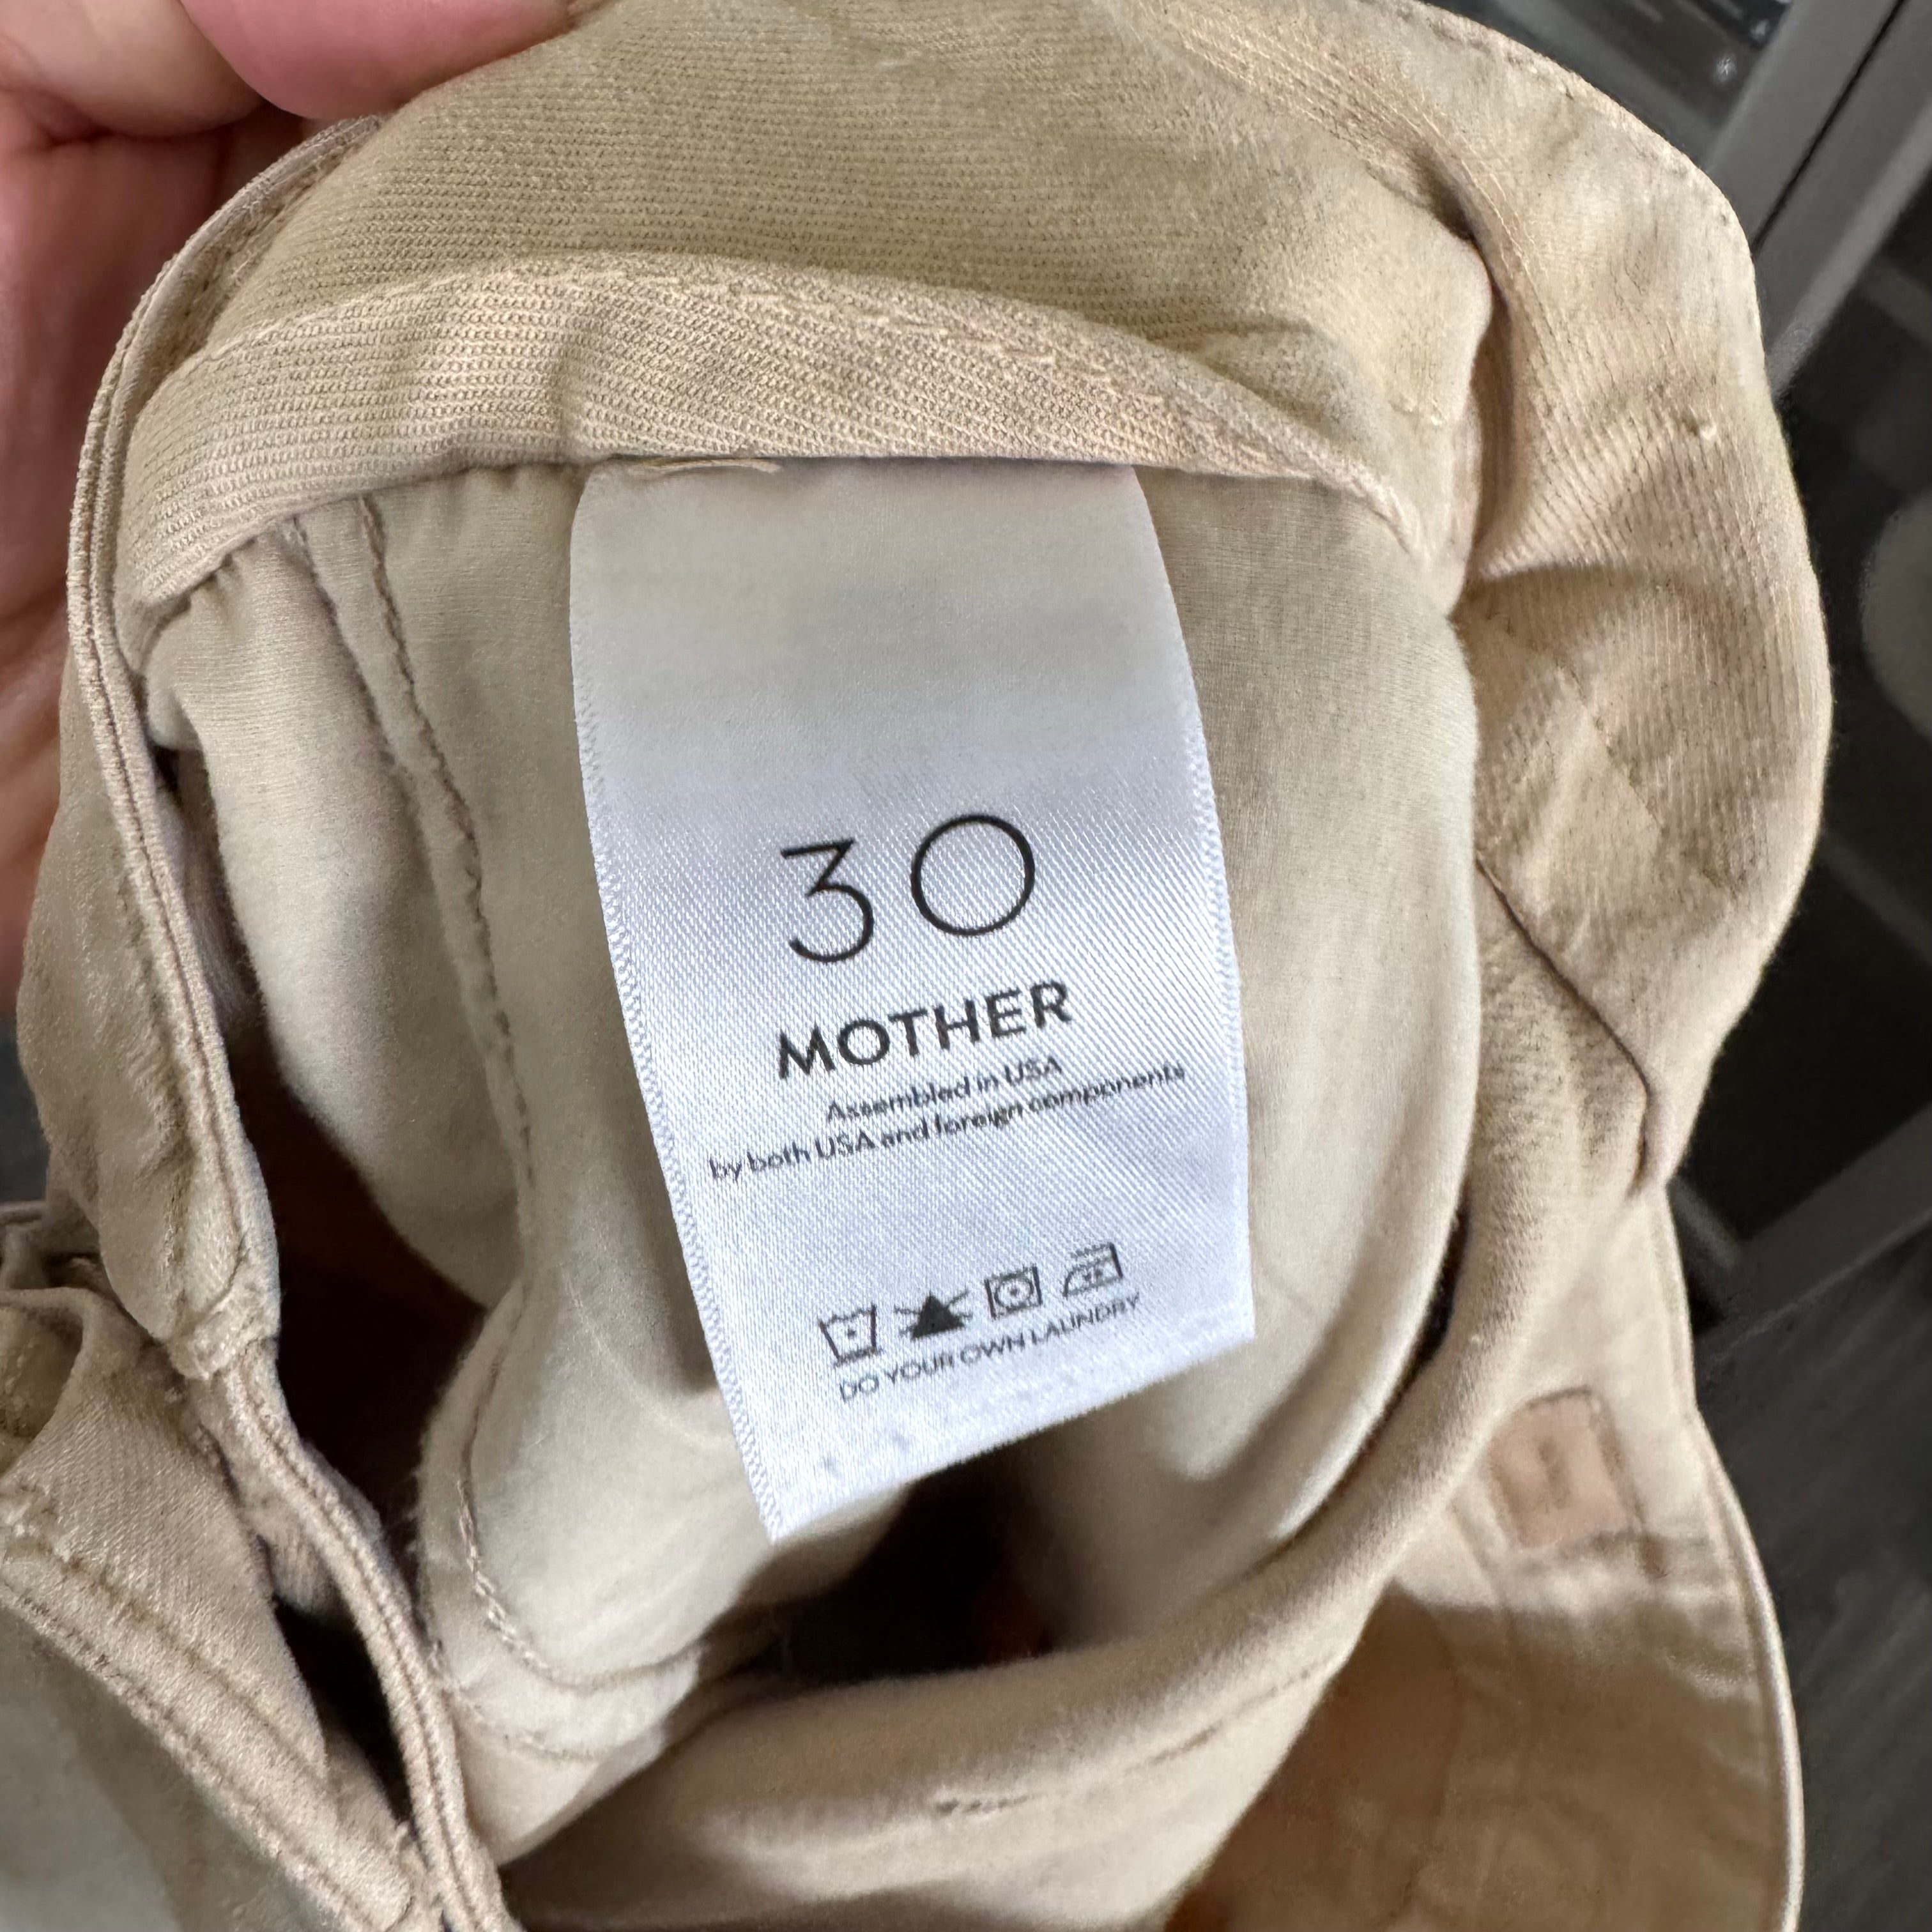 30
MOTHER
Assembled in USA
by both USA and foreign components
DO YOUR OWN LAUNDRY